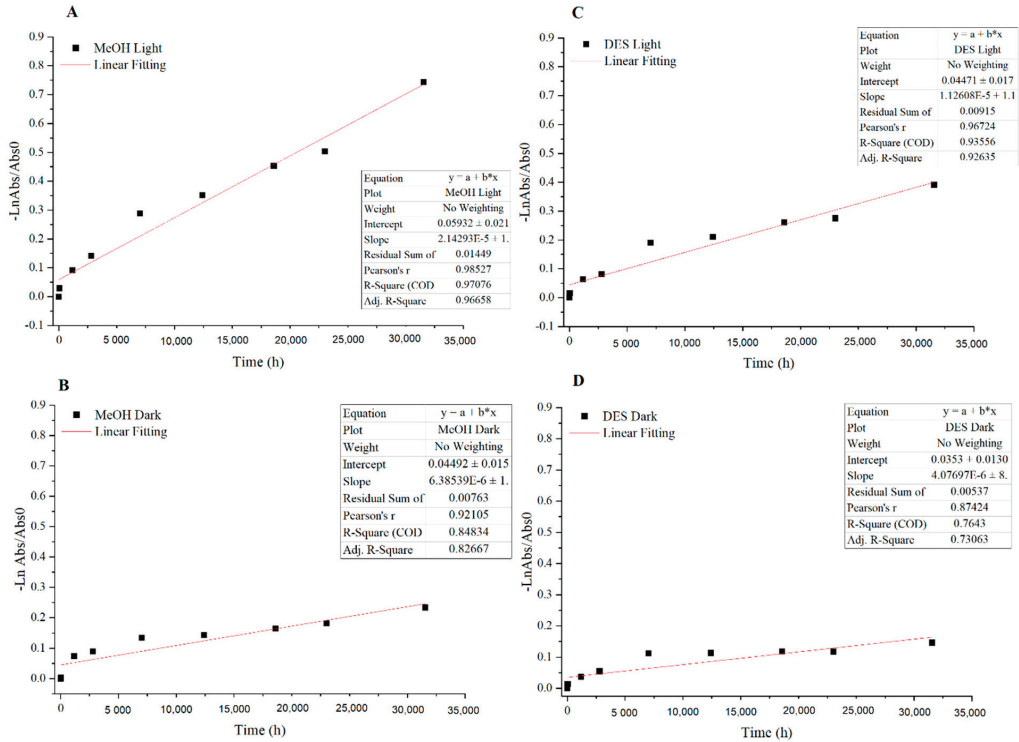 A
-LnAbs/Abs0
0.9
0.8
0.7
0.6
0.5
0.4
0.3
0.2
0.1
0.0
-0.1
MeOH Light
Linear Fitting
Equation y = a + b*x
Plot MeOH Light
Weight No Weighting
Intercept 0.05932 ± 0.021
Slope 2.14293E-5 ± 1.
Residual Sum of 0.01449
Pearson's r 0.98527
R-Square (COD 0.97076
Adj. R-Square 0.96658
0 5 000 10,000 15,000 20,000 25,000 30,000 35,000
Time (h)
C
-LnAbs/Abs0
0.9
0.8
0.7
0.6
0.5
0.4
0.3
0.2
0.1
0.0
-0.1
DES Light
Linear Fitting
Equation y = a + b*x
Plot DES Light
Weight No Weighting
Intercept 0.04471 ± 0.017
Slope 1.12608E-5 + 1.1
Residual Sum of 0.00915
Pearson's r 0.96724
R-Square (COD) 0.93556
Adj. R-Square 0.92635
0 5 000 10,000 15,000 20,000 25,000 30,000 35,000
Time (h)
B
-Ln Abs/Abs0
0.9
0.8
0.7
0.6
0.5
0.4
0.3
0.2
0.1
0.0
MeOH Dark
Linear Fitting
Equation y = a + b*x
Plot MeOH Dark
Weight No Weighting
Intercept 0.04492 ± 0.015
Slope 6.38539E-6 ± 1.
Residual Sum of 0.00763
Pearson's r 0.92105
R-Square (COD 0.84834
Adj. R-Square 0.82667
0 5 000 10,000 15,000 20,000 25,000 30,000 35,000
Time (h)
D
-LnAbs/Abs0
0.9
0.8
0.7
0.6
0.5
0.4
0.3
0.2
0.1
0.0
DES Dark
Linear Fitting
Equation y = a + b*x
Plot DES Dark
Weight No Weighting
Intercept 0.0353 + 0.0130
Slope 4.07697E-6 ± 8.
Residual Sum of 0.00537
Pearson's r 0.87424
R-Square (COD) 0.7643
Adj. R-Square 0.73063
0 5 000 10,000 15,000 20,000 25,000 30,000 35,000
Time (h)